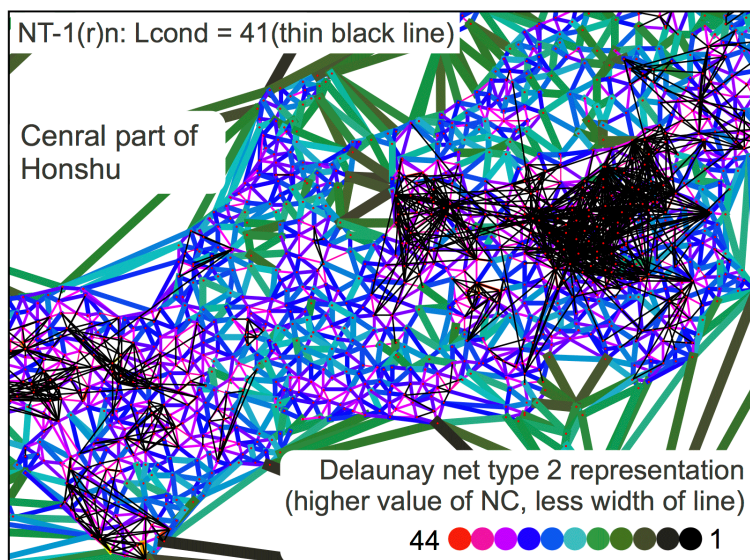 NT-1(r)n: Lcond = 41(thin black line)
Cenral part of
Honshu
Delaunay net type 2 representation
(higher value of NC, less width of line)
44 1